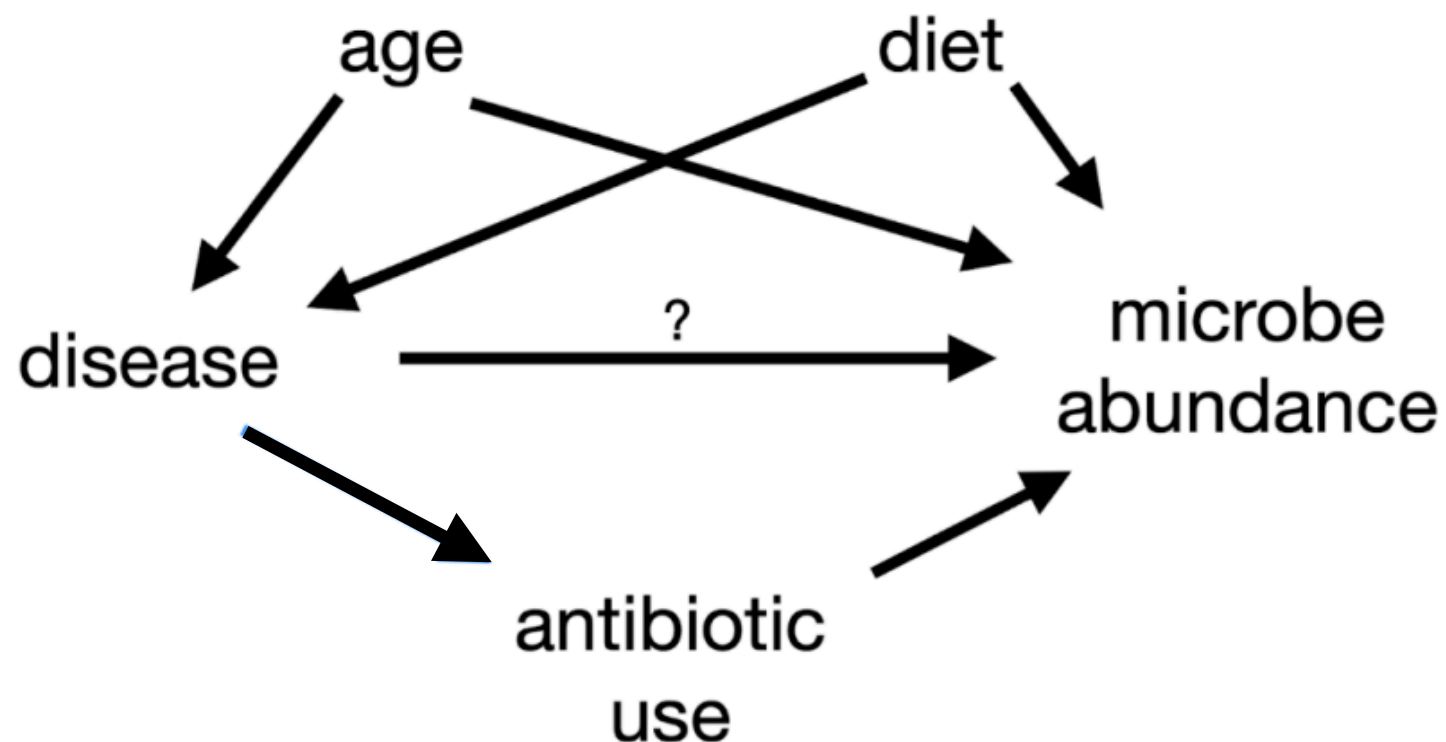 age
diet
?
disease
microbe
abundance
antibiotic
use